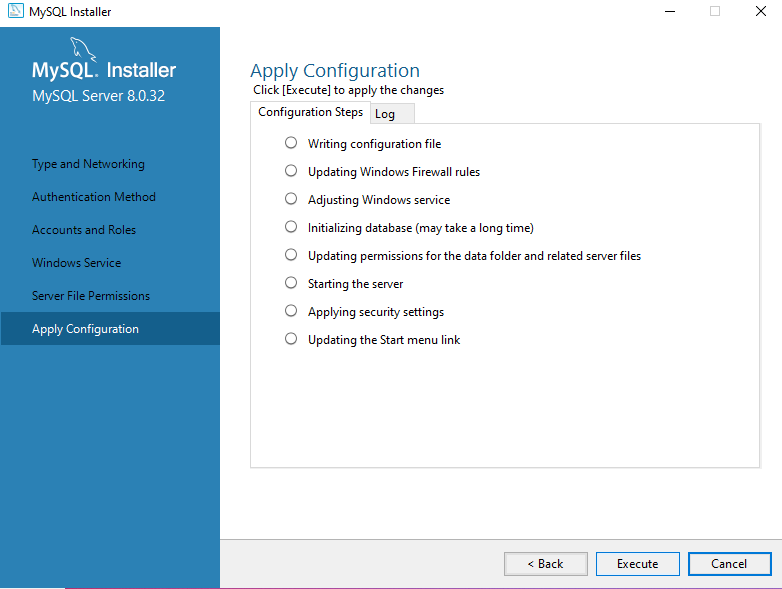 MySQL Installer
MySQL. Installer
MySQL Server 8.0.32
Type and Networking
Authentication Method
Accounts and Roles
Windows Service
Server File Permissions
Apply Configuration
Apply Configuration
Click [Execute] to apply the changes
Configuration Steps Log
Writing configuration file
Updating Windows Firewall rules
Adjusting Windows service
Initializing database (may take a long time)
Updating permissions for the data folder and related server files
Starting the server
Applying security settings
Updating the Start menu link
< Back Execute Cancel